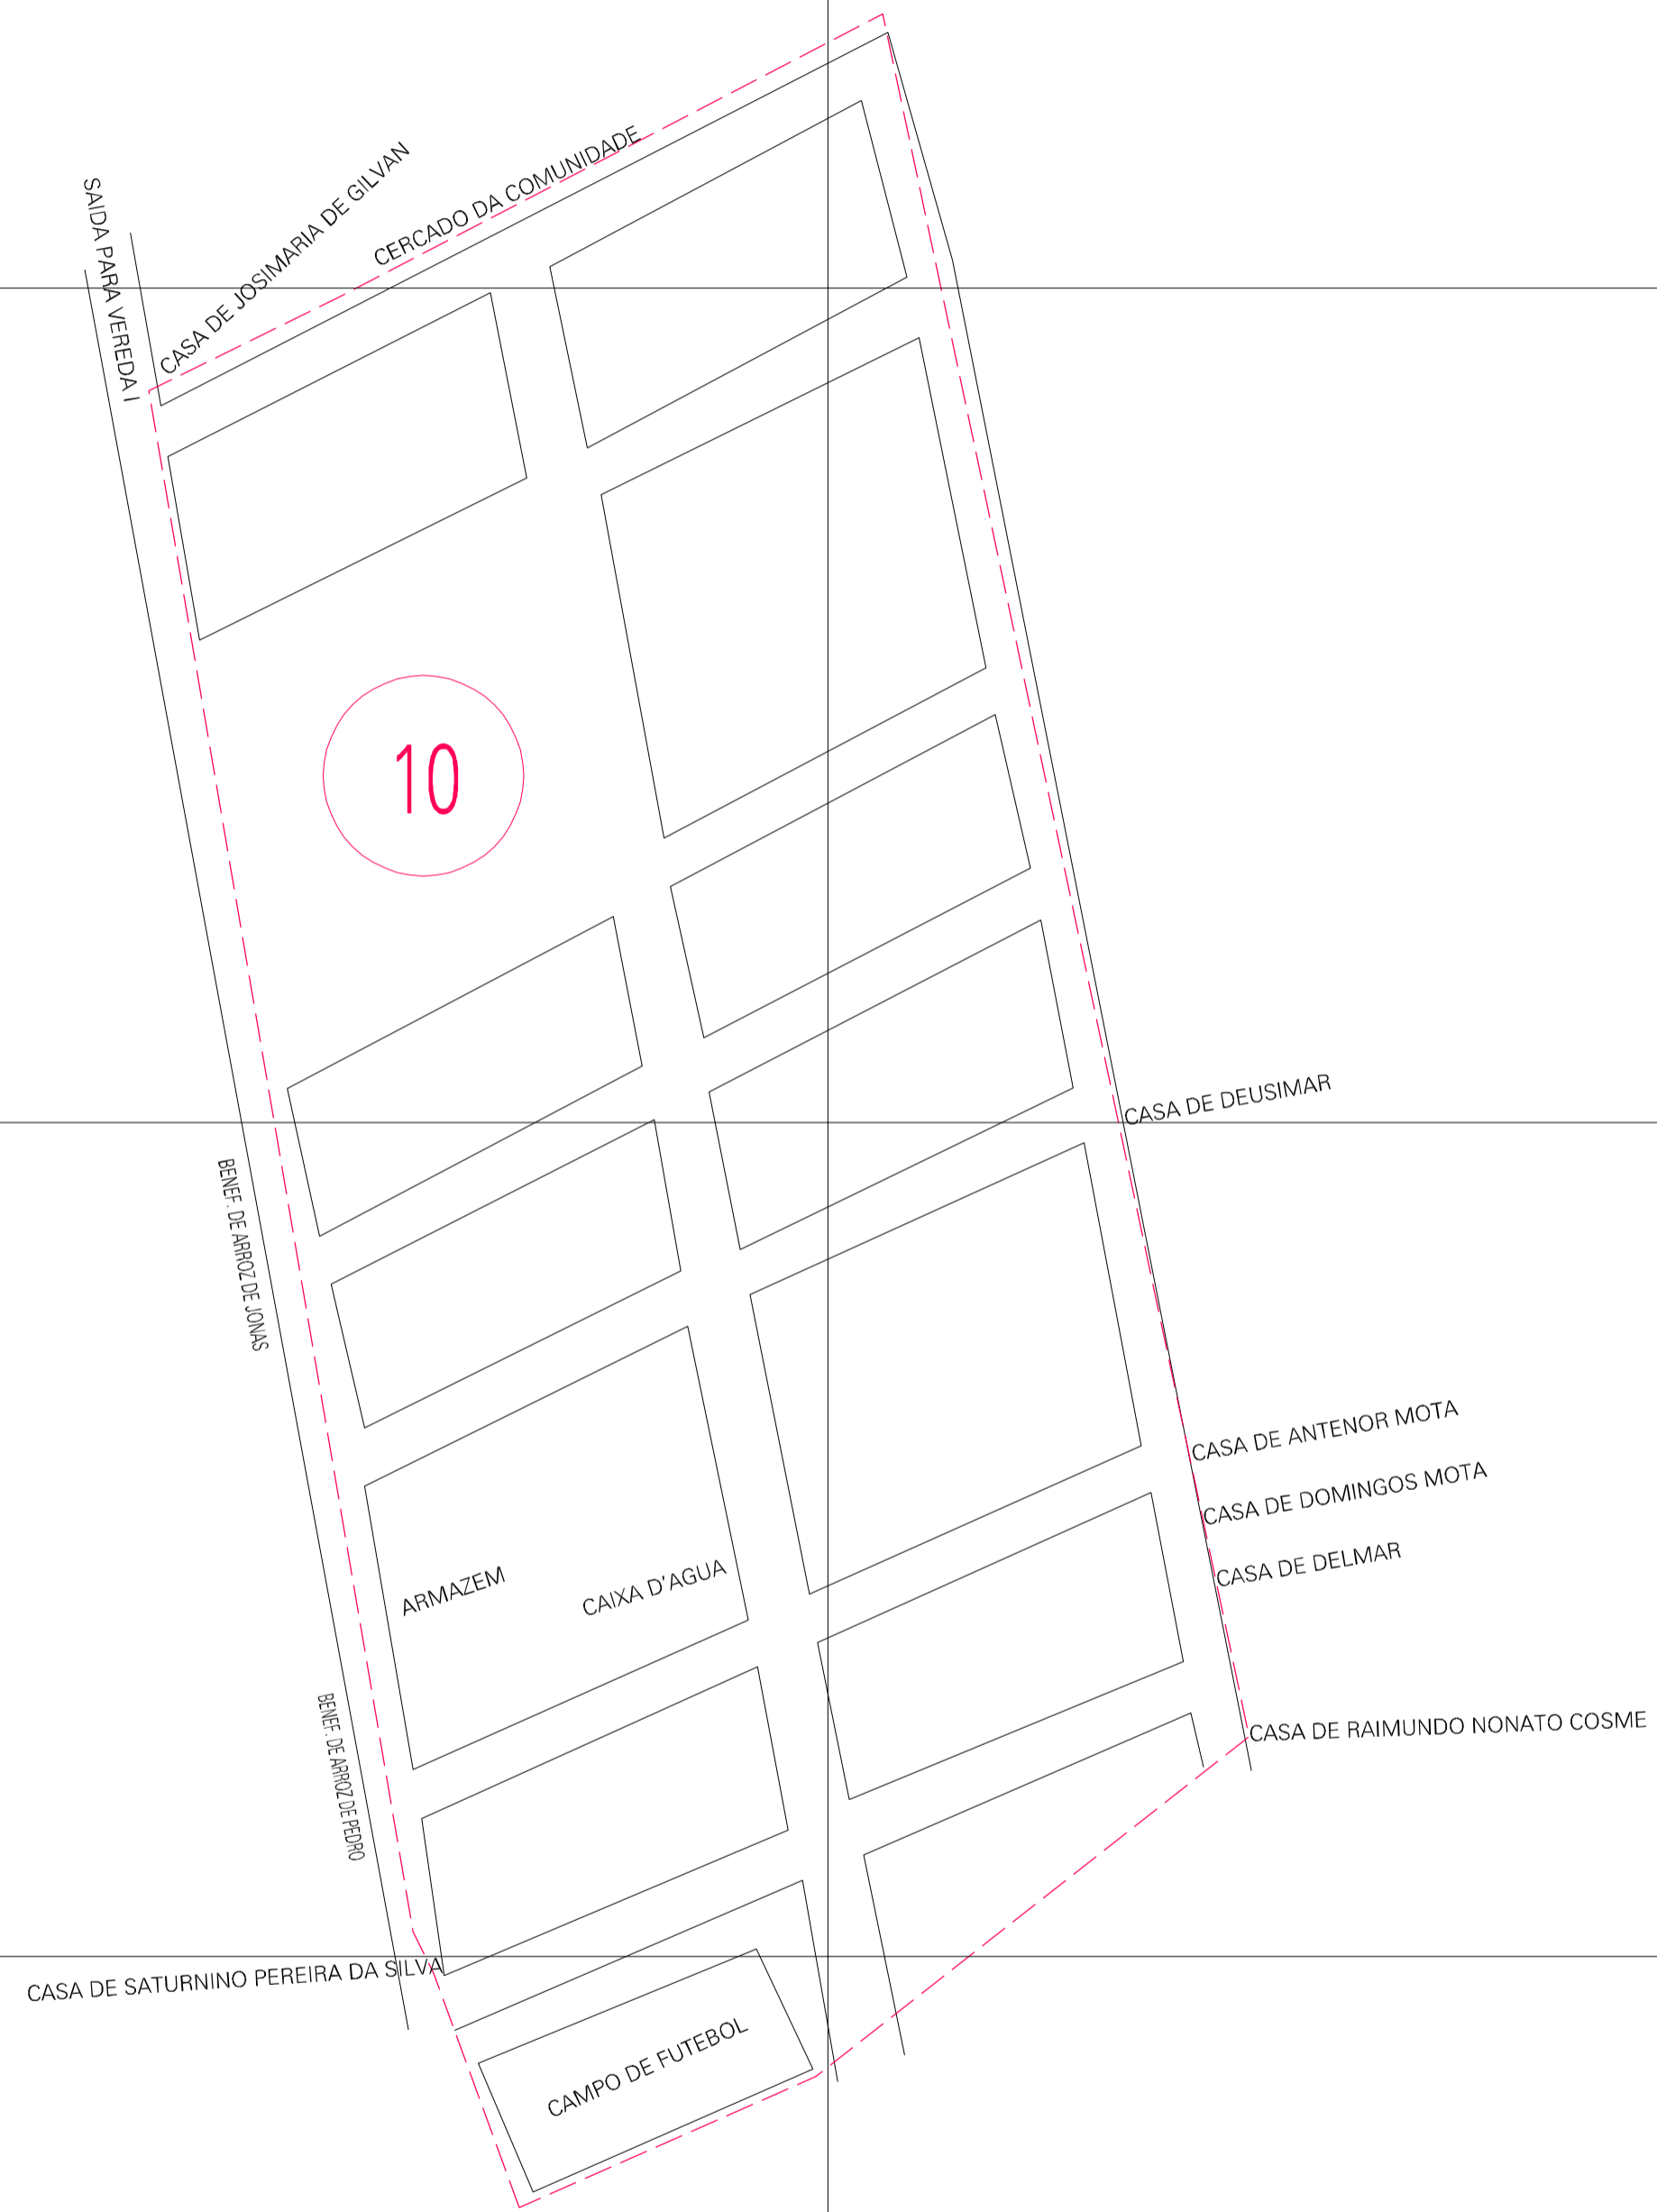 CERCADO DA COMUNIDADE
CASA DE JOSIMARIA DE GILVAN
SAIDA PARA VEREDA I
10
CASA DE DEUSIMAR
BENEF. DE ARROZ DE JONAS
CASA DE ANTENOR MOTA
CASA DE DOMINGOS MOTA
CASA DE DELMAR
ARMAZEM
CAIXA D'AGUA
BENEF. DE ARROZ DE PEDRO
CASA DE RAIMUNDO NONATO COSME
CASA DE SATURNINO PEREIRA DA SILVA
CAMPO DE FUTEBOL